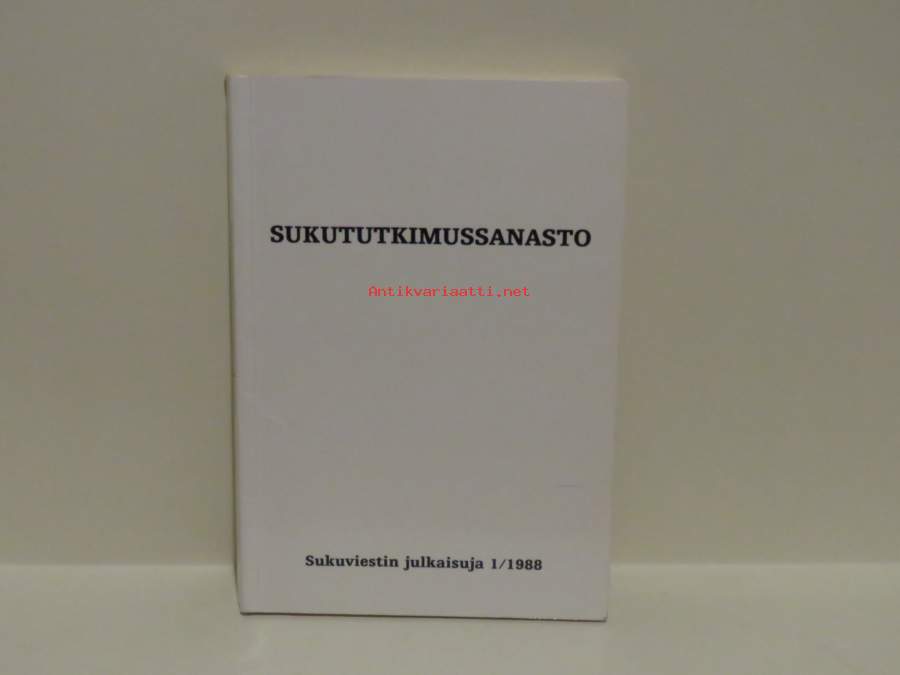 SUKUTUTKIMUSSANASTO
Antikvariaatti.net
Sukuviestin julkaisuja 1/1988